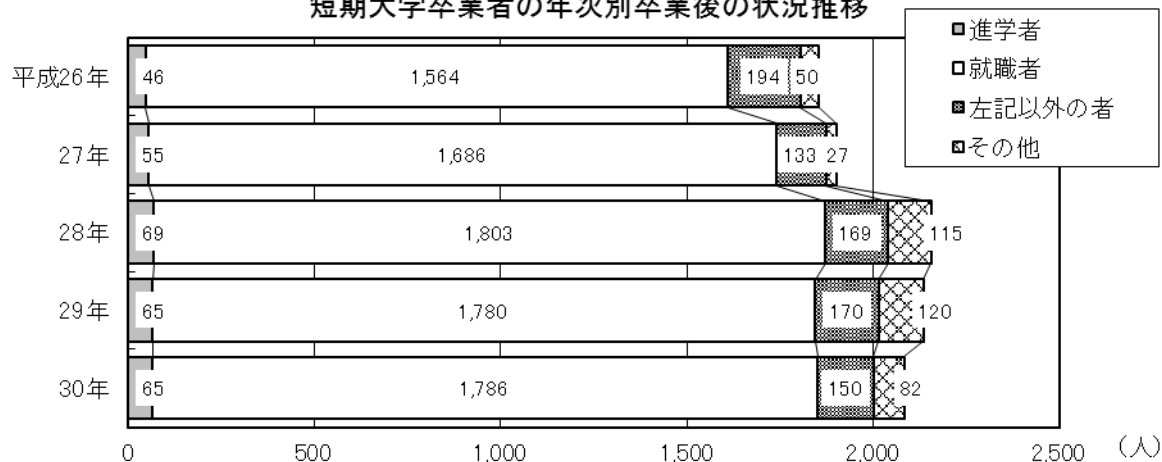 短期大学卒業者の年次別卒業後の状況推移
進学者
就職者
左記以外の者
その他
平成26年 46 1,564 194 50
27年 55 1,686 133 27
28年 69 1,803 169 115
29年 65 1,780 170 120
30年 65 1,786 150 82
0 500 1,000 1,500 2,000 2,500 (人)